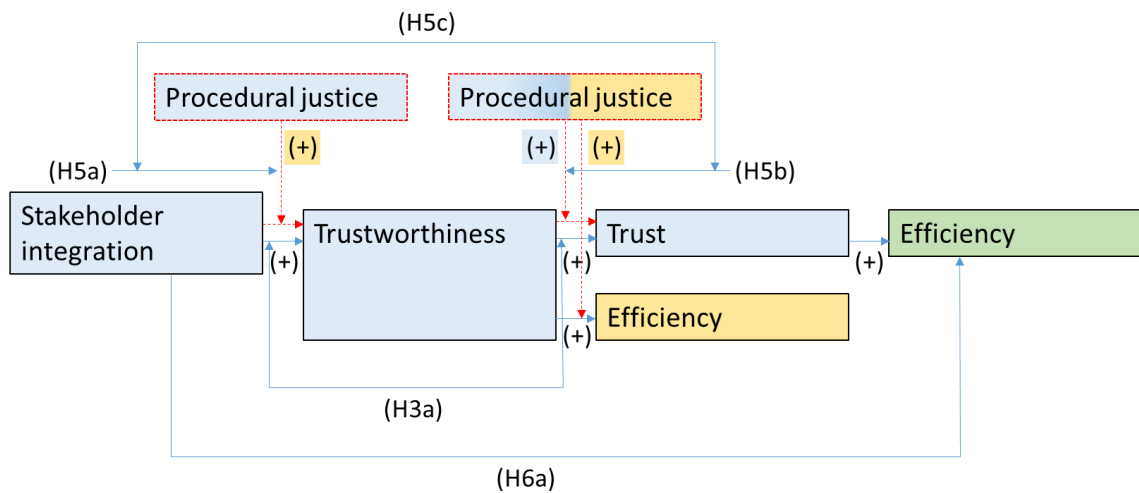 (H5c)
Procedural justice
Procedural justice
(+)
(+)
(+)
(H5a)
(H5b)
Stakeholder
integration
Trustworthiness
Trust
Efficiency
(+)
(+)
(+)
Efficiency
(+)
(H3a)
(H6a)